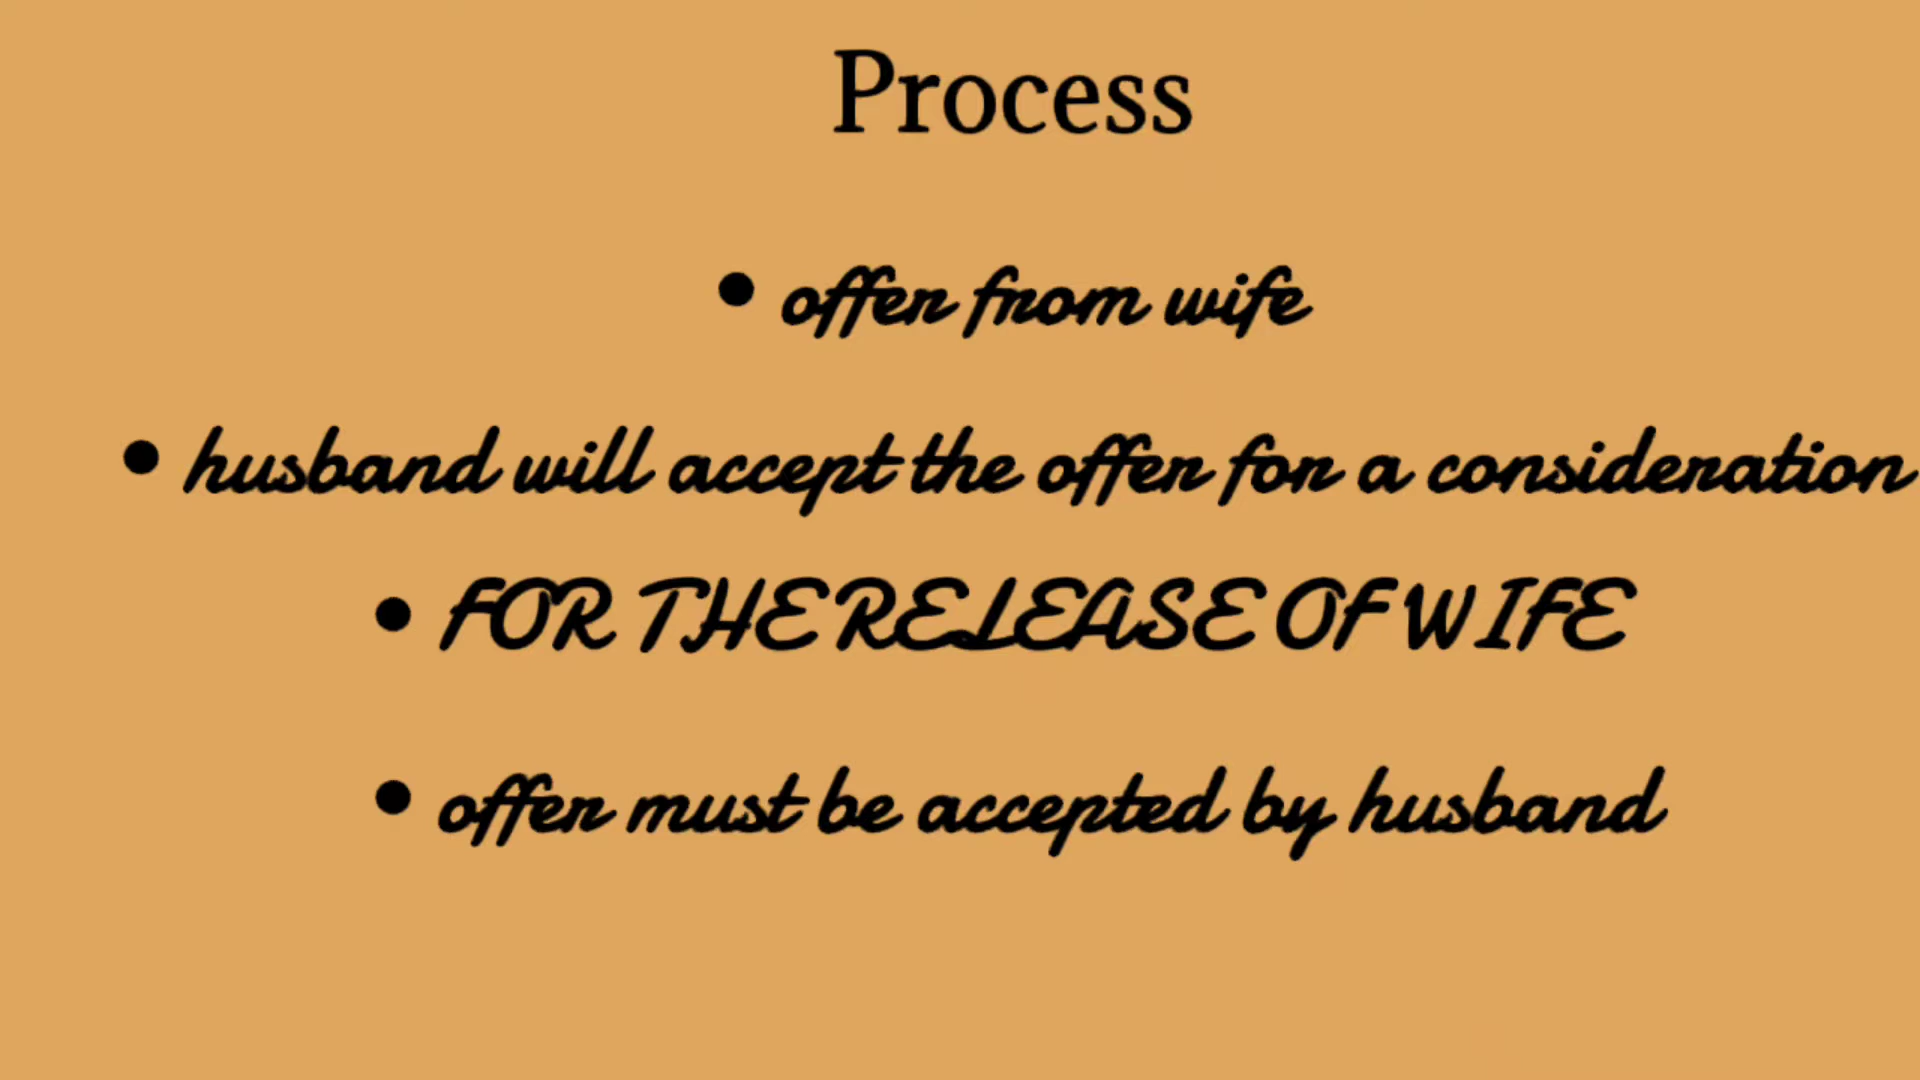 Process
• offer from wife
• husband will accept the offer for a consideration
• FOR THE RELEASE OF WIFE
• offer must be accepted by husband